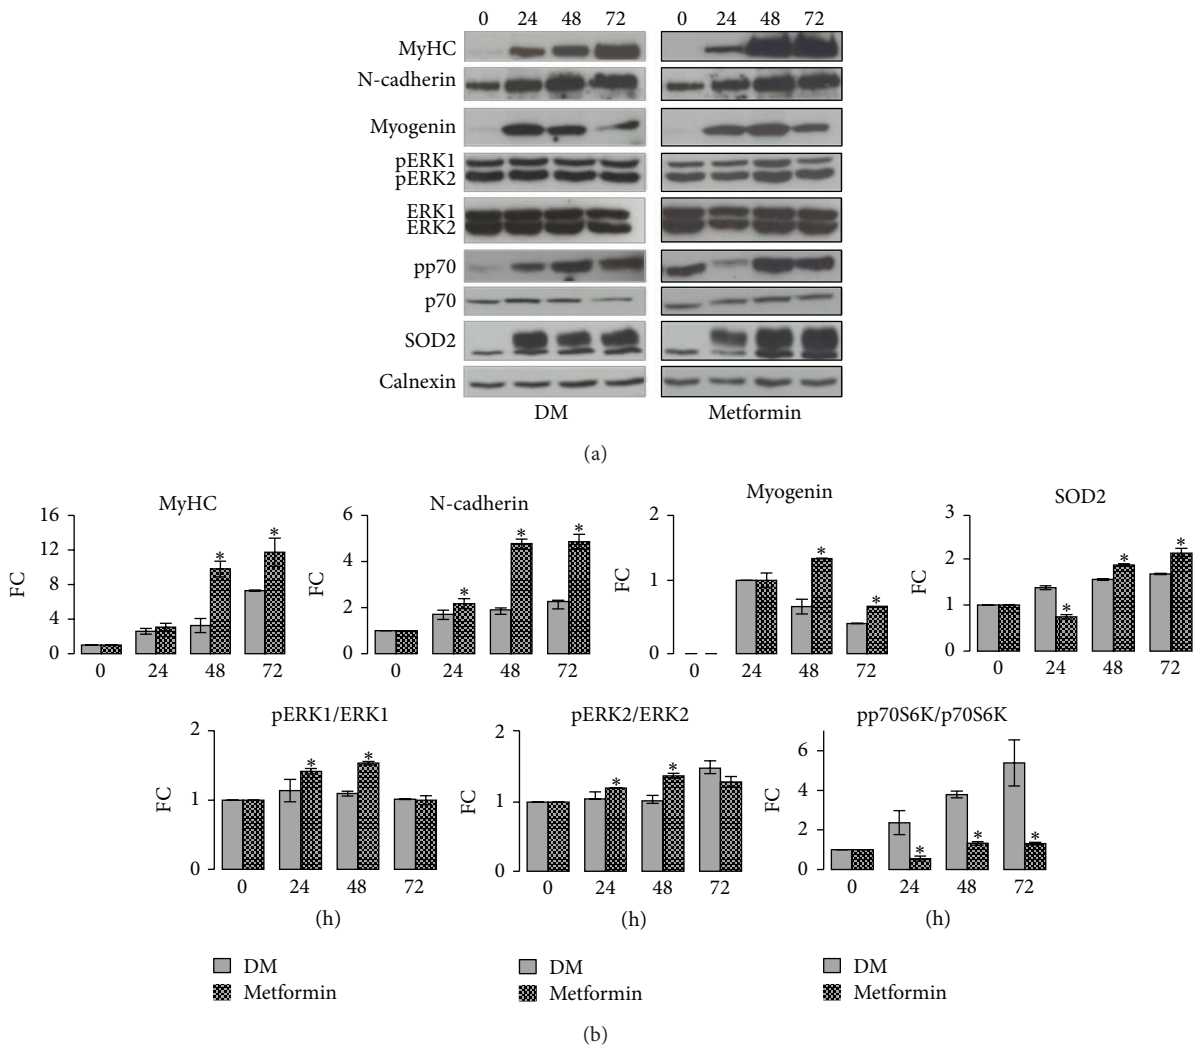 0 24 48 72 0 24 48 72
MyHC
N-cadherin
Myogenin
pERK1
pERK2
ERK1
ERK2
pp70
p70
SOD2
Calnexin
DM Metformin
(a)
MyHC
16
12
8
4
0
FC
0 24 48 72
N-cadherin
6
4
2
0
FC
0 24 48 72
Myogenin
2
1
0
FC
0 24 48 72
SOD2
3
2
1
0
FC
0 24 48 72
pERK1/ERK1
2
1
0
FC
0 24 48 72
(h)
DM
Metformin
pERK2/ERK2
2
1
0
FC
0 24 48 72
(h)
DM
Metformin
pp70S6K/p70S6K
6
4
2
0
FC
0 24 48 72
(h)
DM
Metformin
(b)